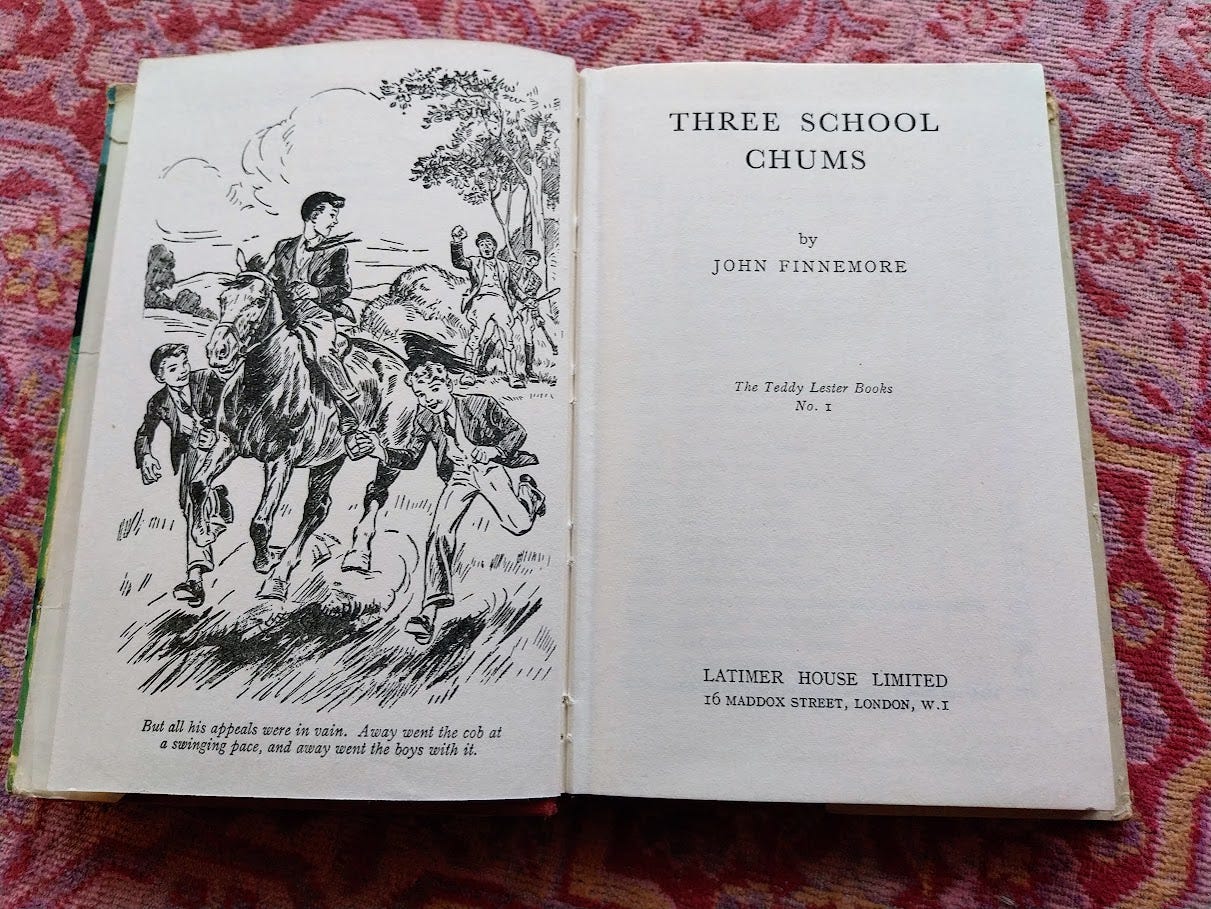 But all his appeals were in vain. Away went the cob at
a swinging pace, and away went the boys with it.
THREE SCHOOL
CHUMS
by
JOHN FINNEMORE
The Teddy Lester Books
No. 1
LATIMER HOUSE LIMITED
16 MADDOX STREET, LONDON, W.1